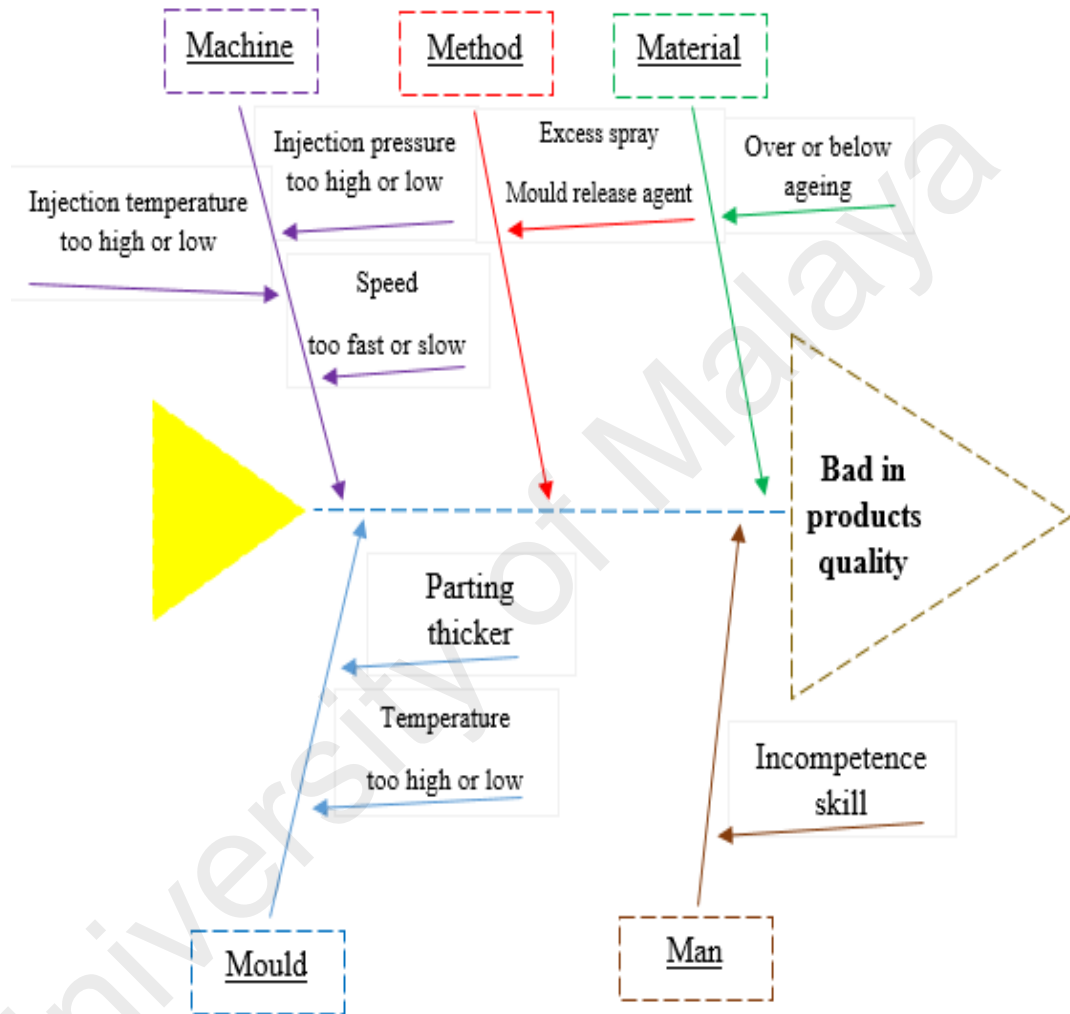 Machine
Method
Material
Injection pressure
too high or low
Excess spray
Mould release agent
Over or below
ageing
Injection temperature
too high or low
Speed
too fast or slow
Bad in
products
quality
Parting
thicker
Temperature
too high or low
Incompetence
skill
Mould
Man
University of Malaya